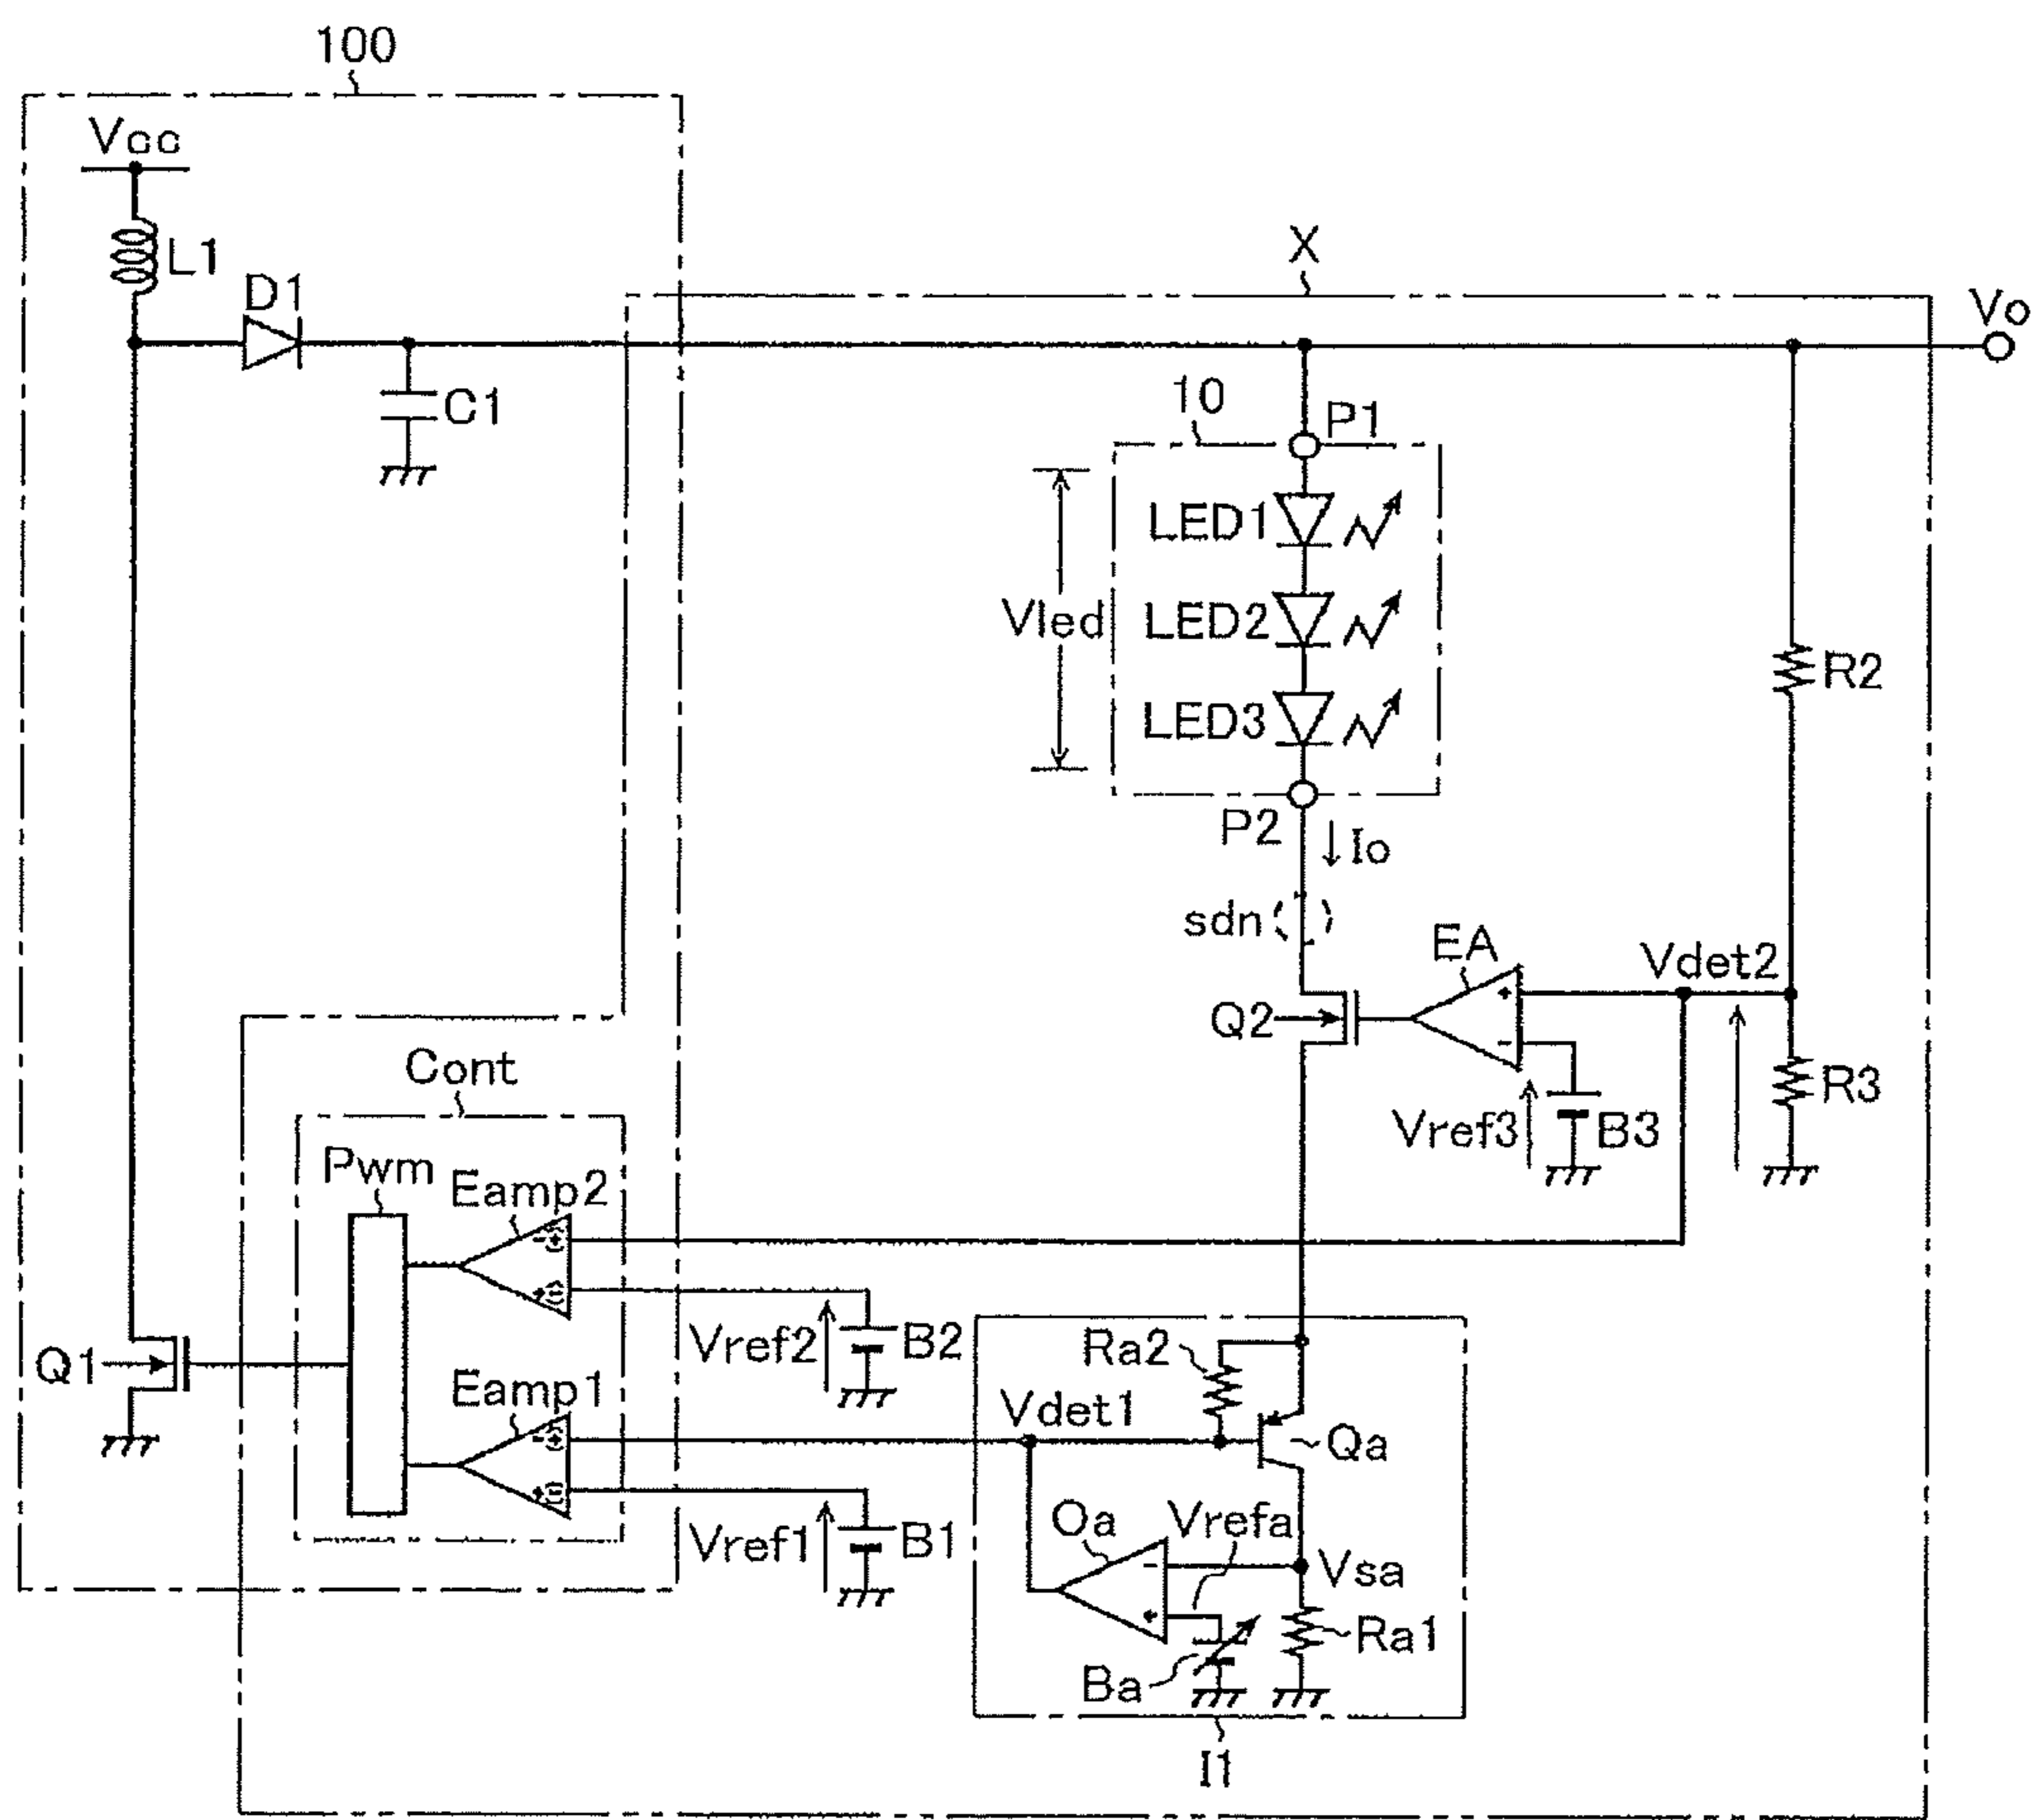 100
Vcc
L1
D1
C1
X
Vo
10
P1
LED1
Vled
LED2
LED3
R2
P2
Io
sdn
EA
Vdet2
Q2
+
-
Vref3
B3
R3
Cont
Pwm
Eamp2
-(+)
+(-)
Vref2
B2
Q1
Eamp1
-(+)
+(-)
Vref1
B1
Ra2
Vdet1
Qa
Oa
Vrefa
-
+
Vsa
Ra1
Ba
I1